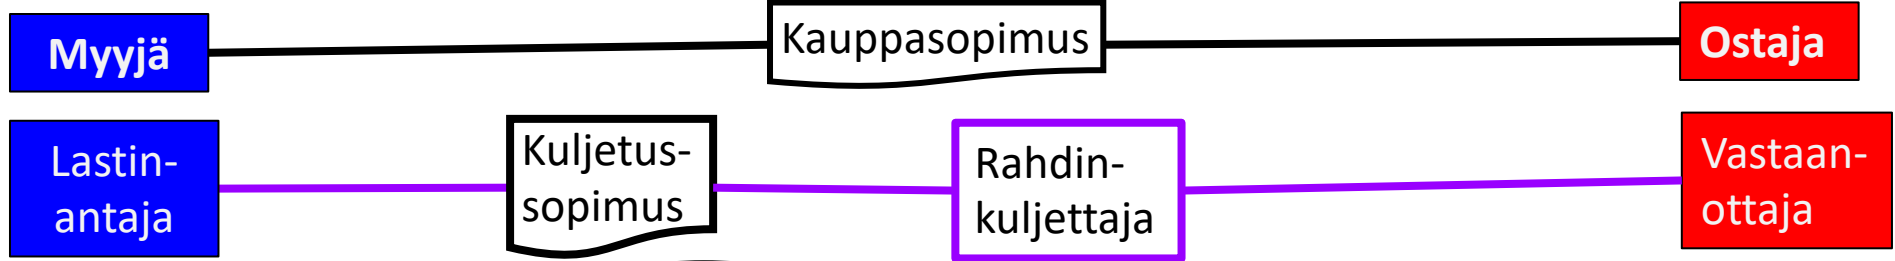 Myyjä
Kauppasopimus
Ostaja
Lastin-
antaja
Kuljetus-
sopimus
Rahdin-
kuljettaja
Vastaan-
ottaja